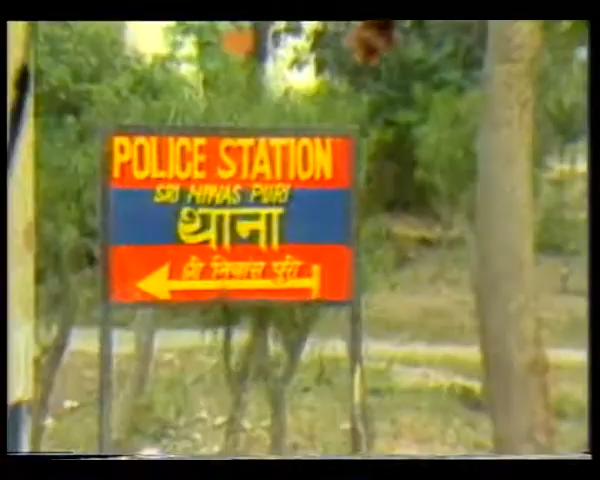 POLICE STATION
SRI NIWAS PURI
थाना
श्री निवास पुरी